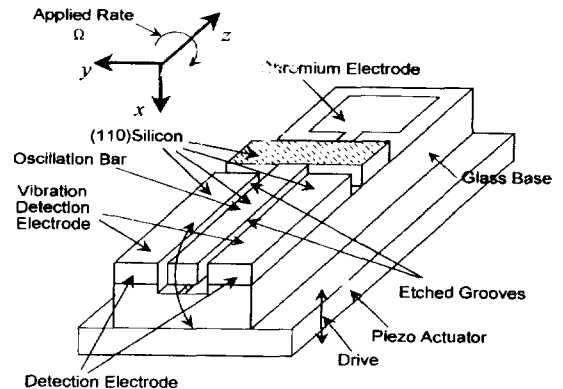 Applied Rate
Ω
z
y
x
Chromium Electrode
(110)Silicon
Oscillation Bar
Vibration
Detection
Electrode
Glass Base
Etched Grooves
Piezo Actuator
Drive
Detection Electrode